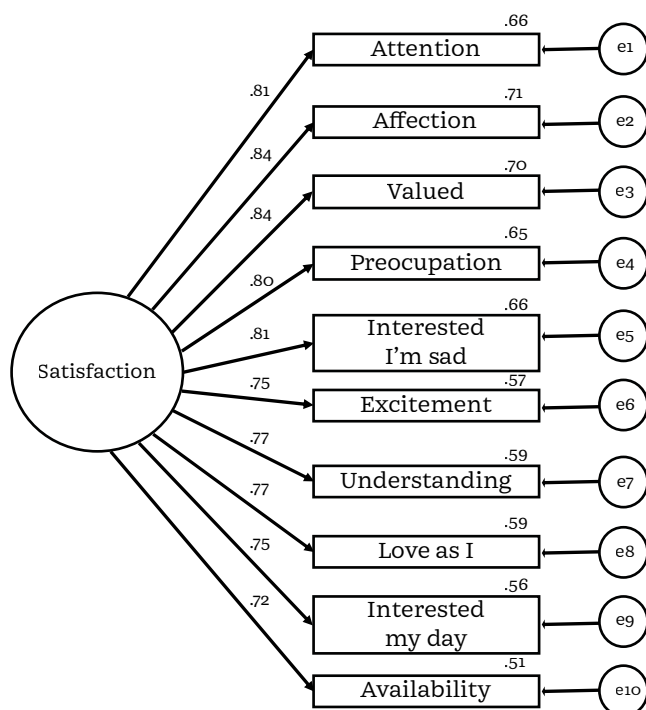 .66
Attention
e1
.81
.71
Affection
e2
.84
.70
Valued
e3
.84
.65
Preocupation
e4
.80
.66
Interested
I'm sad
e5
.81
Satisfaction
.57
Excitement
e6
.75
.59
Understanding
e7
.77
.59
Love as I
e8
.77
.56
Interested
my day
e9
.75
.51
Availability
e10
.72